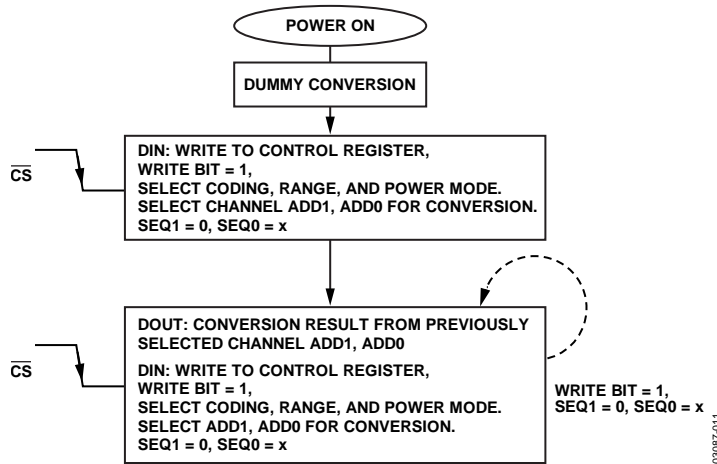 POWER ON
DUMMY CONVERSION
CS
DIN: WRITE TO CONTROL REGISTER,
WRITE BIT = 1,
SELECT CODING, RANGE, AND POWER MODE.
SELECT CHANNEL ADD1, ADD0 FOR CONVERSION.
SEQ1 = 0, SEQ0 = x
CS
DOUT: CONVERSION RESULT FROM PREVIOUSLY
SELECTED CHANNEL ADD1, ADD0
DIN: WRITE TO CONTROL REGISTER,
WRITE BIT = 1,
SELECT CODING, RANGE, AND POWER MODE.
SELECT ADD1, ADD0 FOR CONVERSION.
SEQ1 = 0, SEQ0 = x
WRITE BIT = 1,
SEQ1 = 0, SEQ0 = x
03087-011